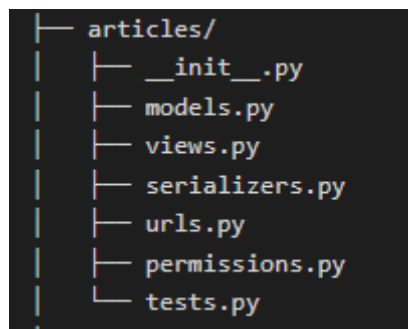 ├── articles/
│   ├── __init__.py
│   ├── models.py
│   ├── views.py
│   ├── serializers.py
│   ├── urls.py
│   ├── permissions.py
│   └── tests.py